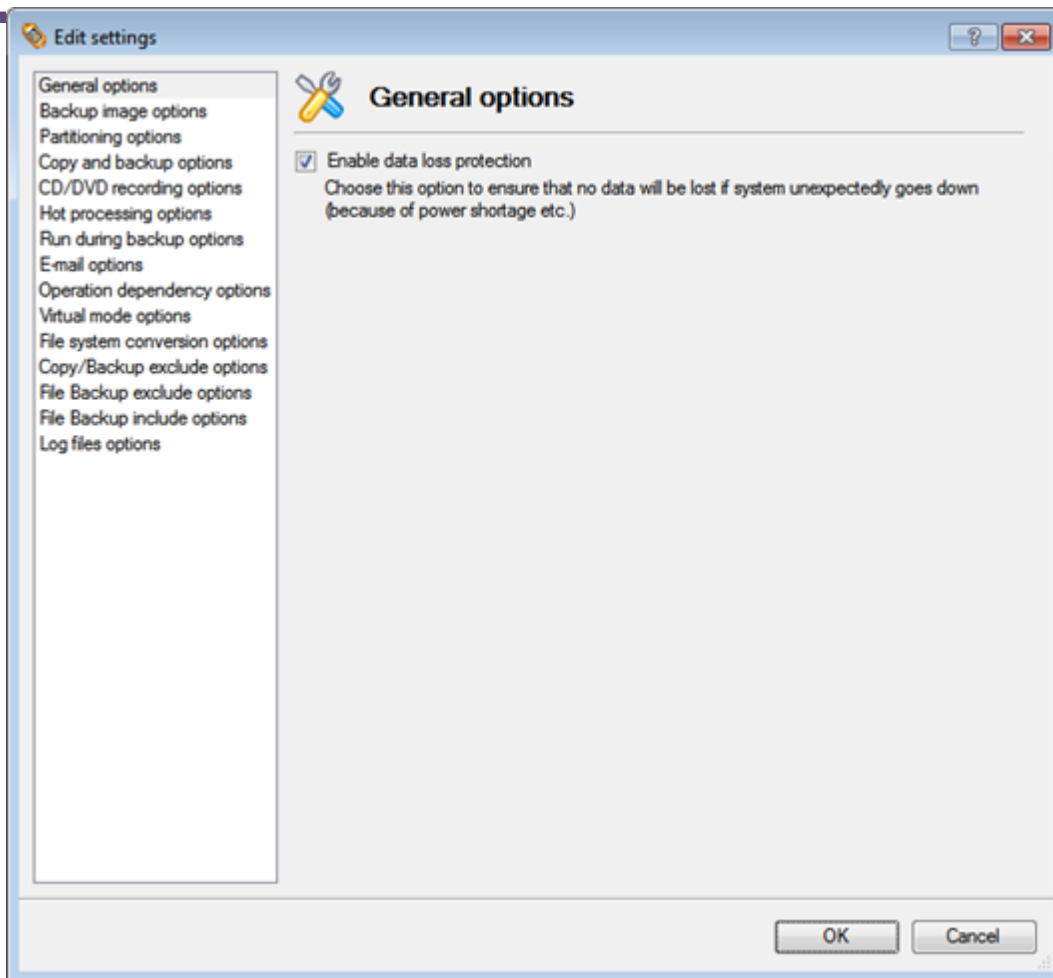 Edit settings
General options
Backup image options
Partitioning options
Copy and backup options
CD/DVD recording options
Hot processing options
Run during backup options
E-mail options
Operation dependency options
Virtual mode options
File system conversion options
Copy/Backup exclude options
File Backup exclude options
File Backup include options
Log files options
General options
Enable data loss protection
Choose this option to ensure that no data will be lost if system unexpectedly goes down
(because of power shortage etc.)
OK
Cancel